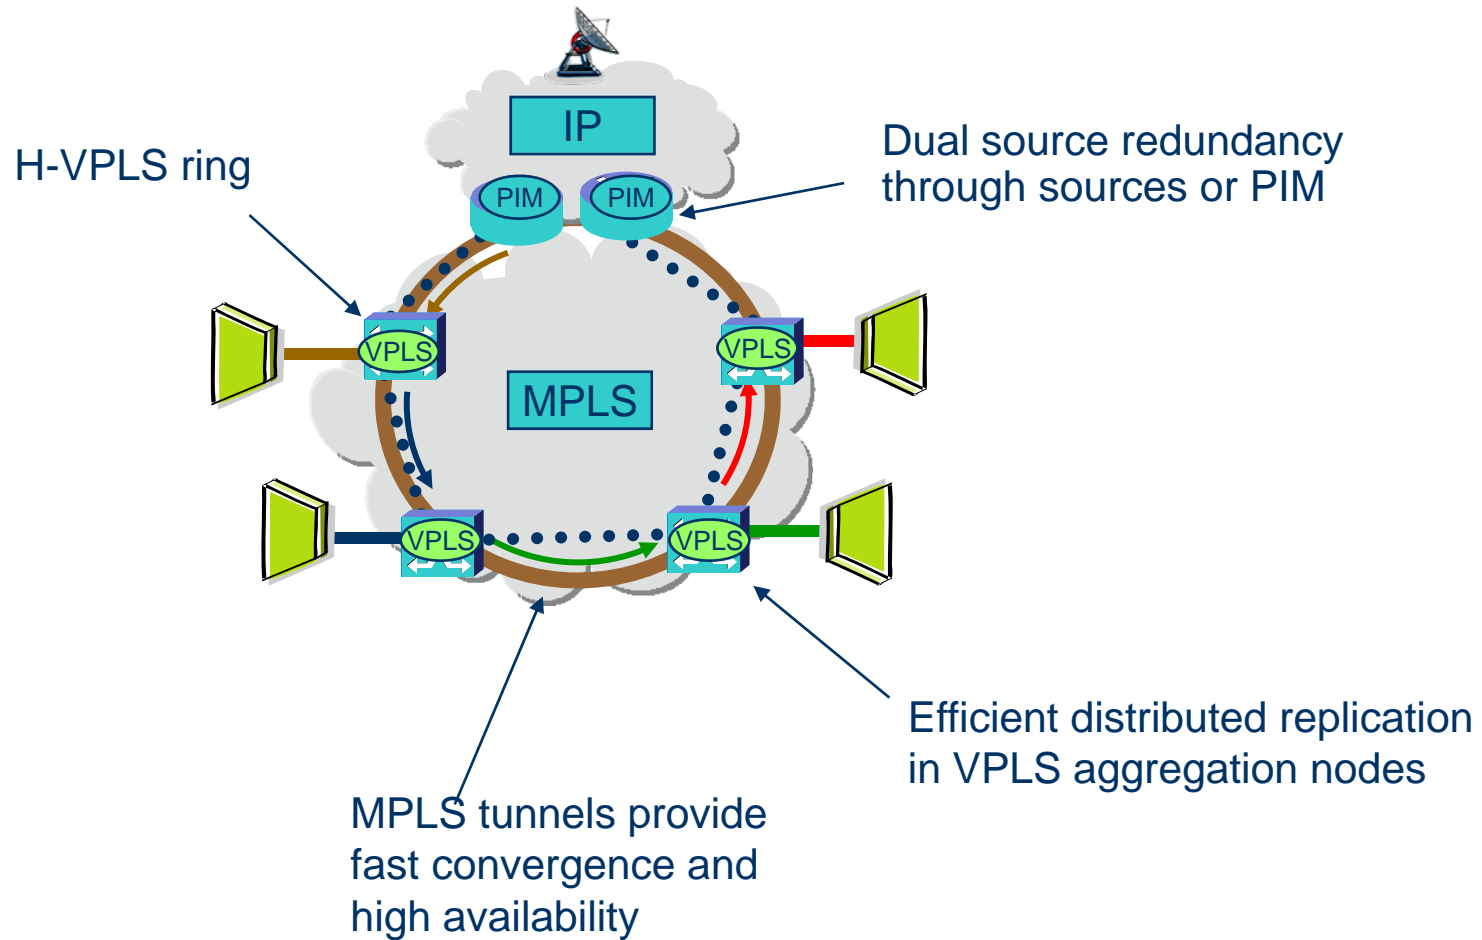 IP
Dual source redundancy
through sources or PIM
H-VPLS ring
PIM
PIM
VPLS
VPLS
MPLS
VPLS
VPLS
Efficient distributed replication
in VPLS aggregation nodes
MPLS tunnels provide
fast convergence and
high availability